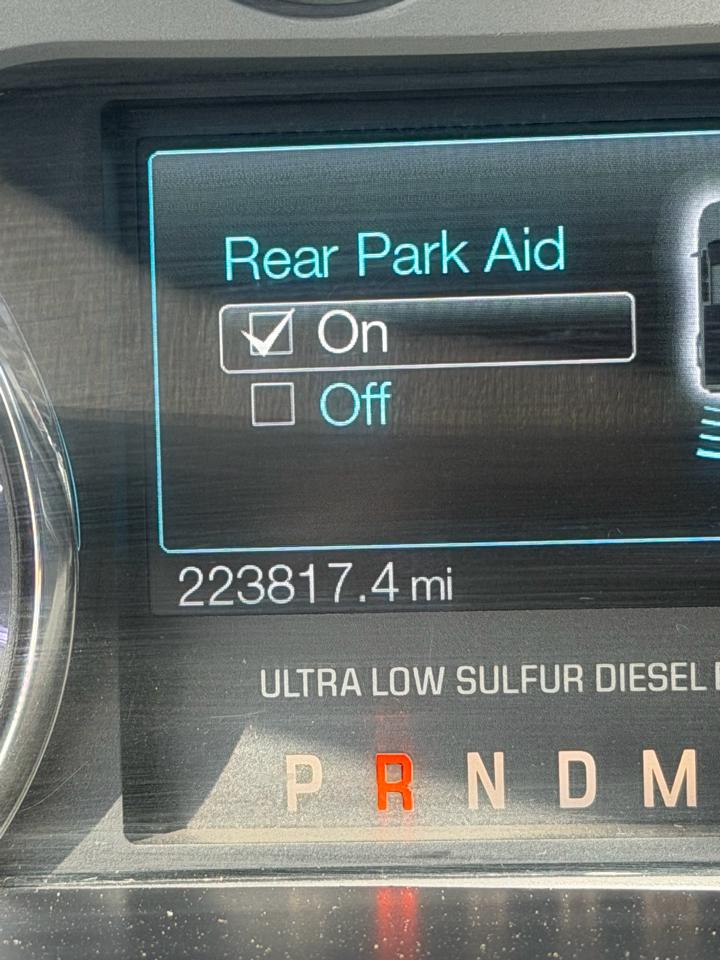 Rear Park Aid
On
Off
223817.4 mi
ULTRA LOW SULFUR DIESEL
P R N D M